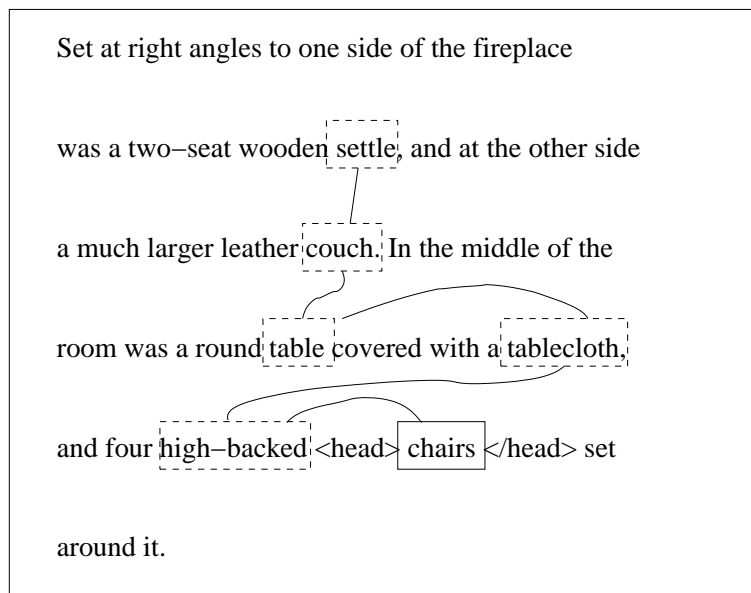 Set at right angles to one side of the fireplace
was a two−seat wooden settle, and at the other side
a much larger leather couch. In the middle of the
room was a round table covered with a tablecloth,
and four high−backed <head> chairs </head> set
around it.